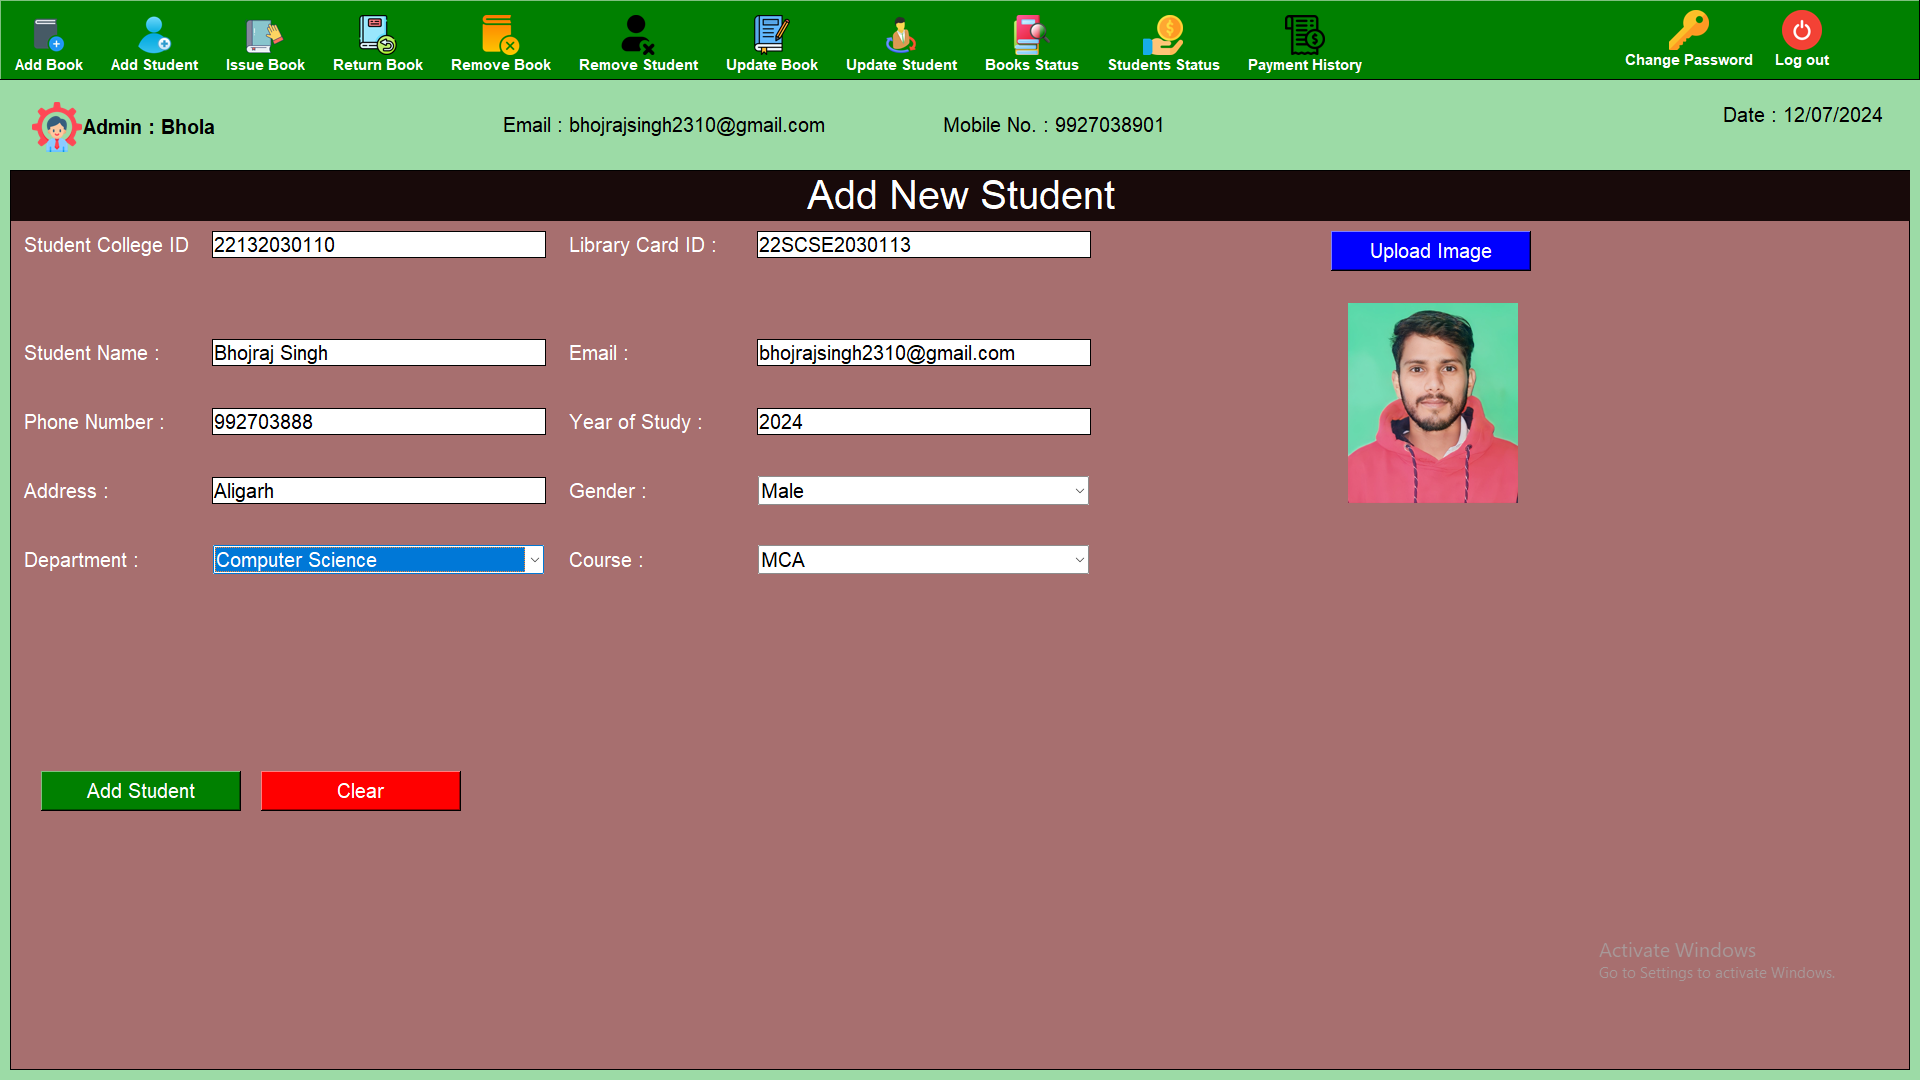 Add Book Add Student Issue Book Return Book Remove Book Remove Student Update Book Update Student Books Status Students Status Payment History Change Password Log out
Admin : Bhola Email : bhojrajsingh2310@gmail.com Mobile No. : 9927038901 Date : 12/07/2024
Add New Student
Student College ID 22132030110 Library Card ID : 22SCSE2030113 Upload Image
Student Name : Bhojraj Singh Email : bhojrajsingh2310@gmail.com
Phone Number : 992703888 Year of Study : 2024
Address : Aligarh Gender : Male
Department : Computer Science Course : MCA
Add Student Clear
Activate Windows
Go to Settings to activate Windows.